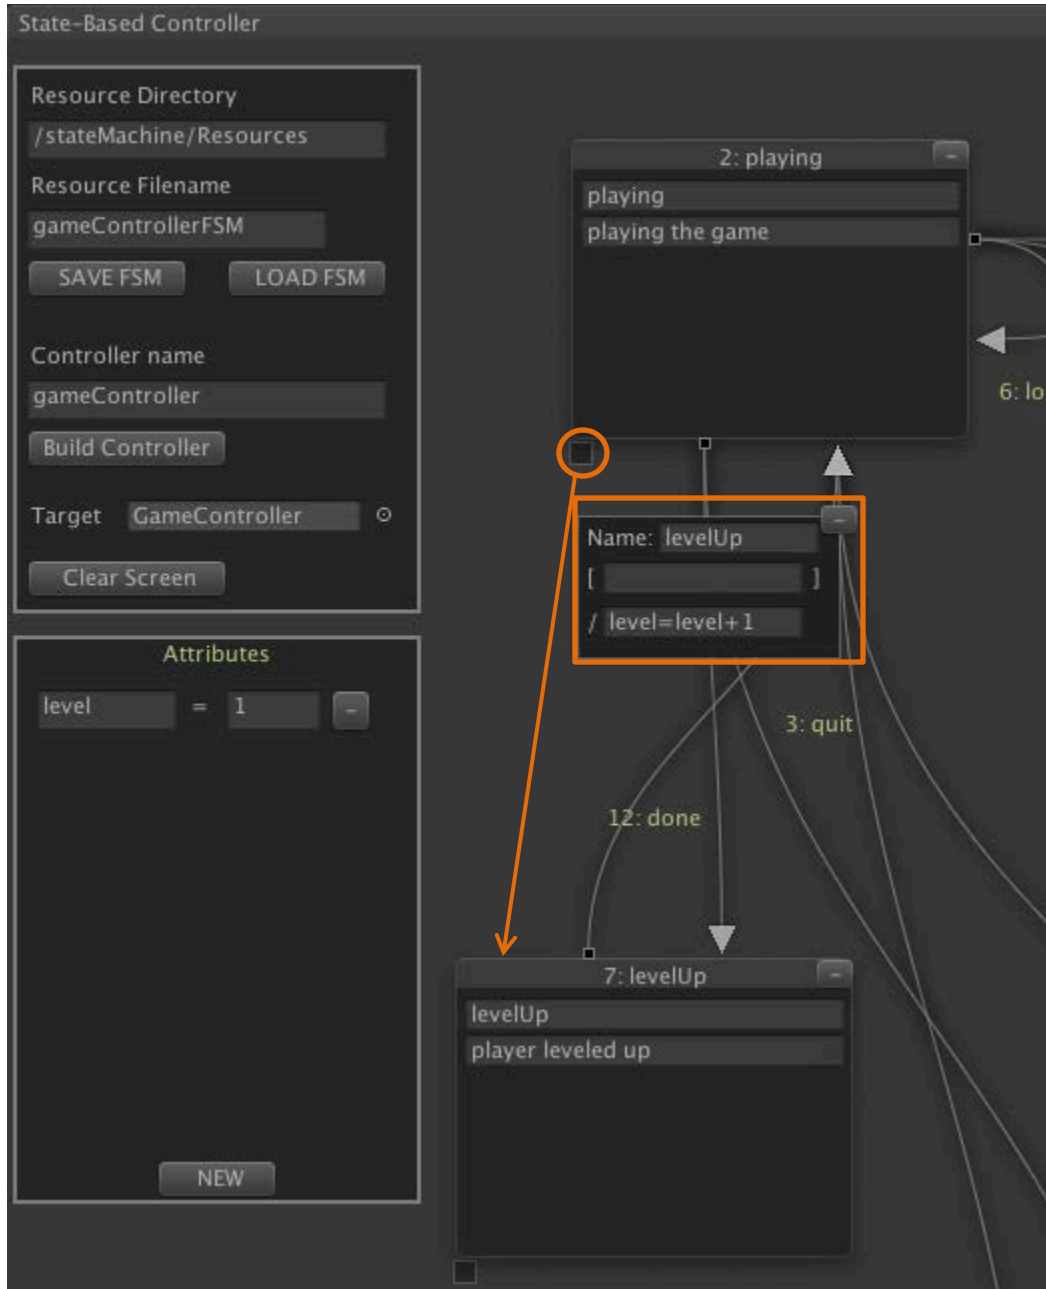 State-Based Controller
Resource Directory
/stateMachine/Resources
Resource Filename
gameControllerFSM
SAVE FSM
LOAD FSM
Controller name
gameController
Build Controller
Target GameController
Clear Screen
Attributes
level = 1 -
NEW
2: playing -
playing
playing the game
6: lo
Name: levelUp -
[ ]
/ level=level+1
3: quit
12: done
7: levelUp -
levelUp
player leveled up